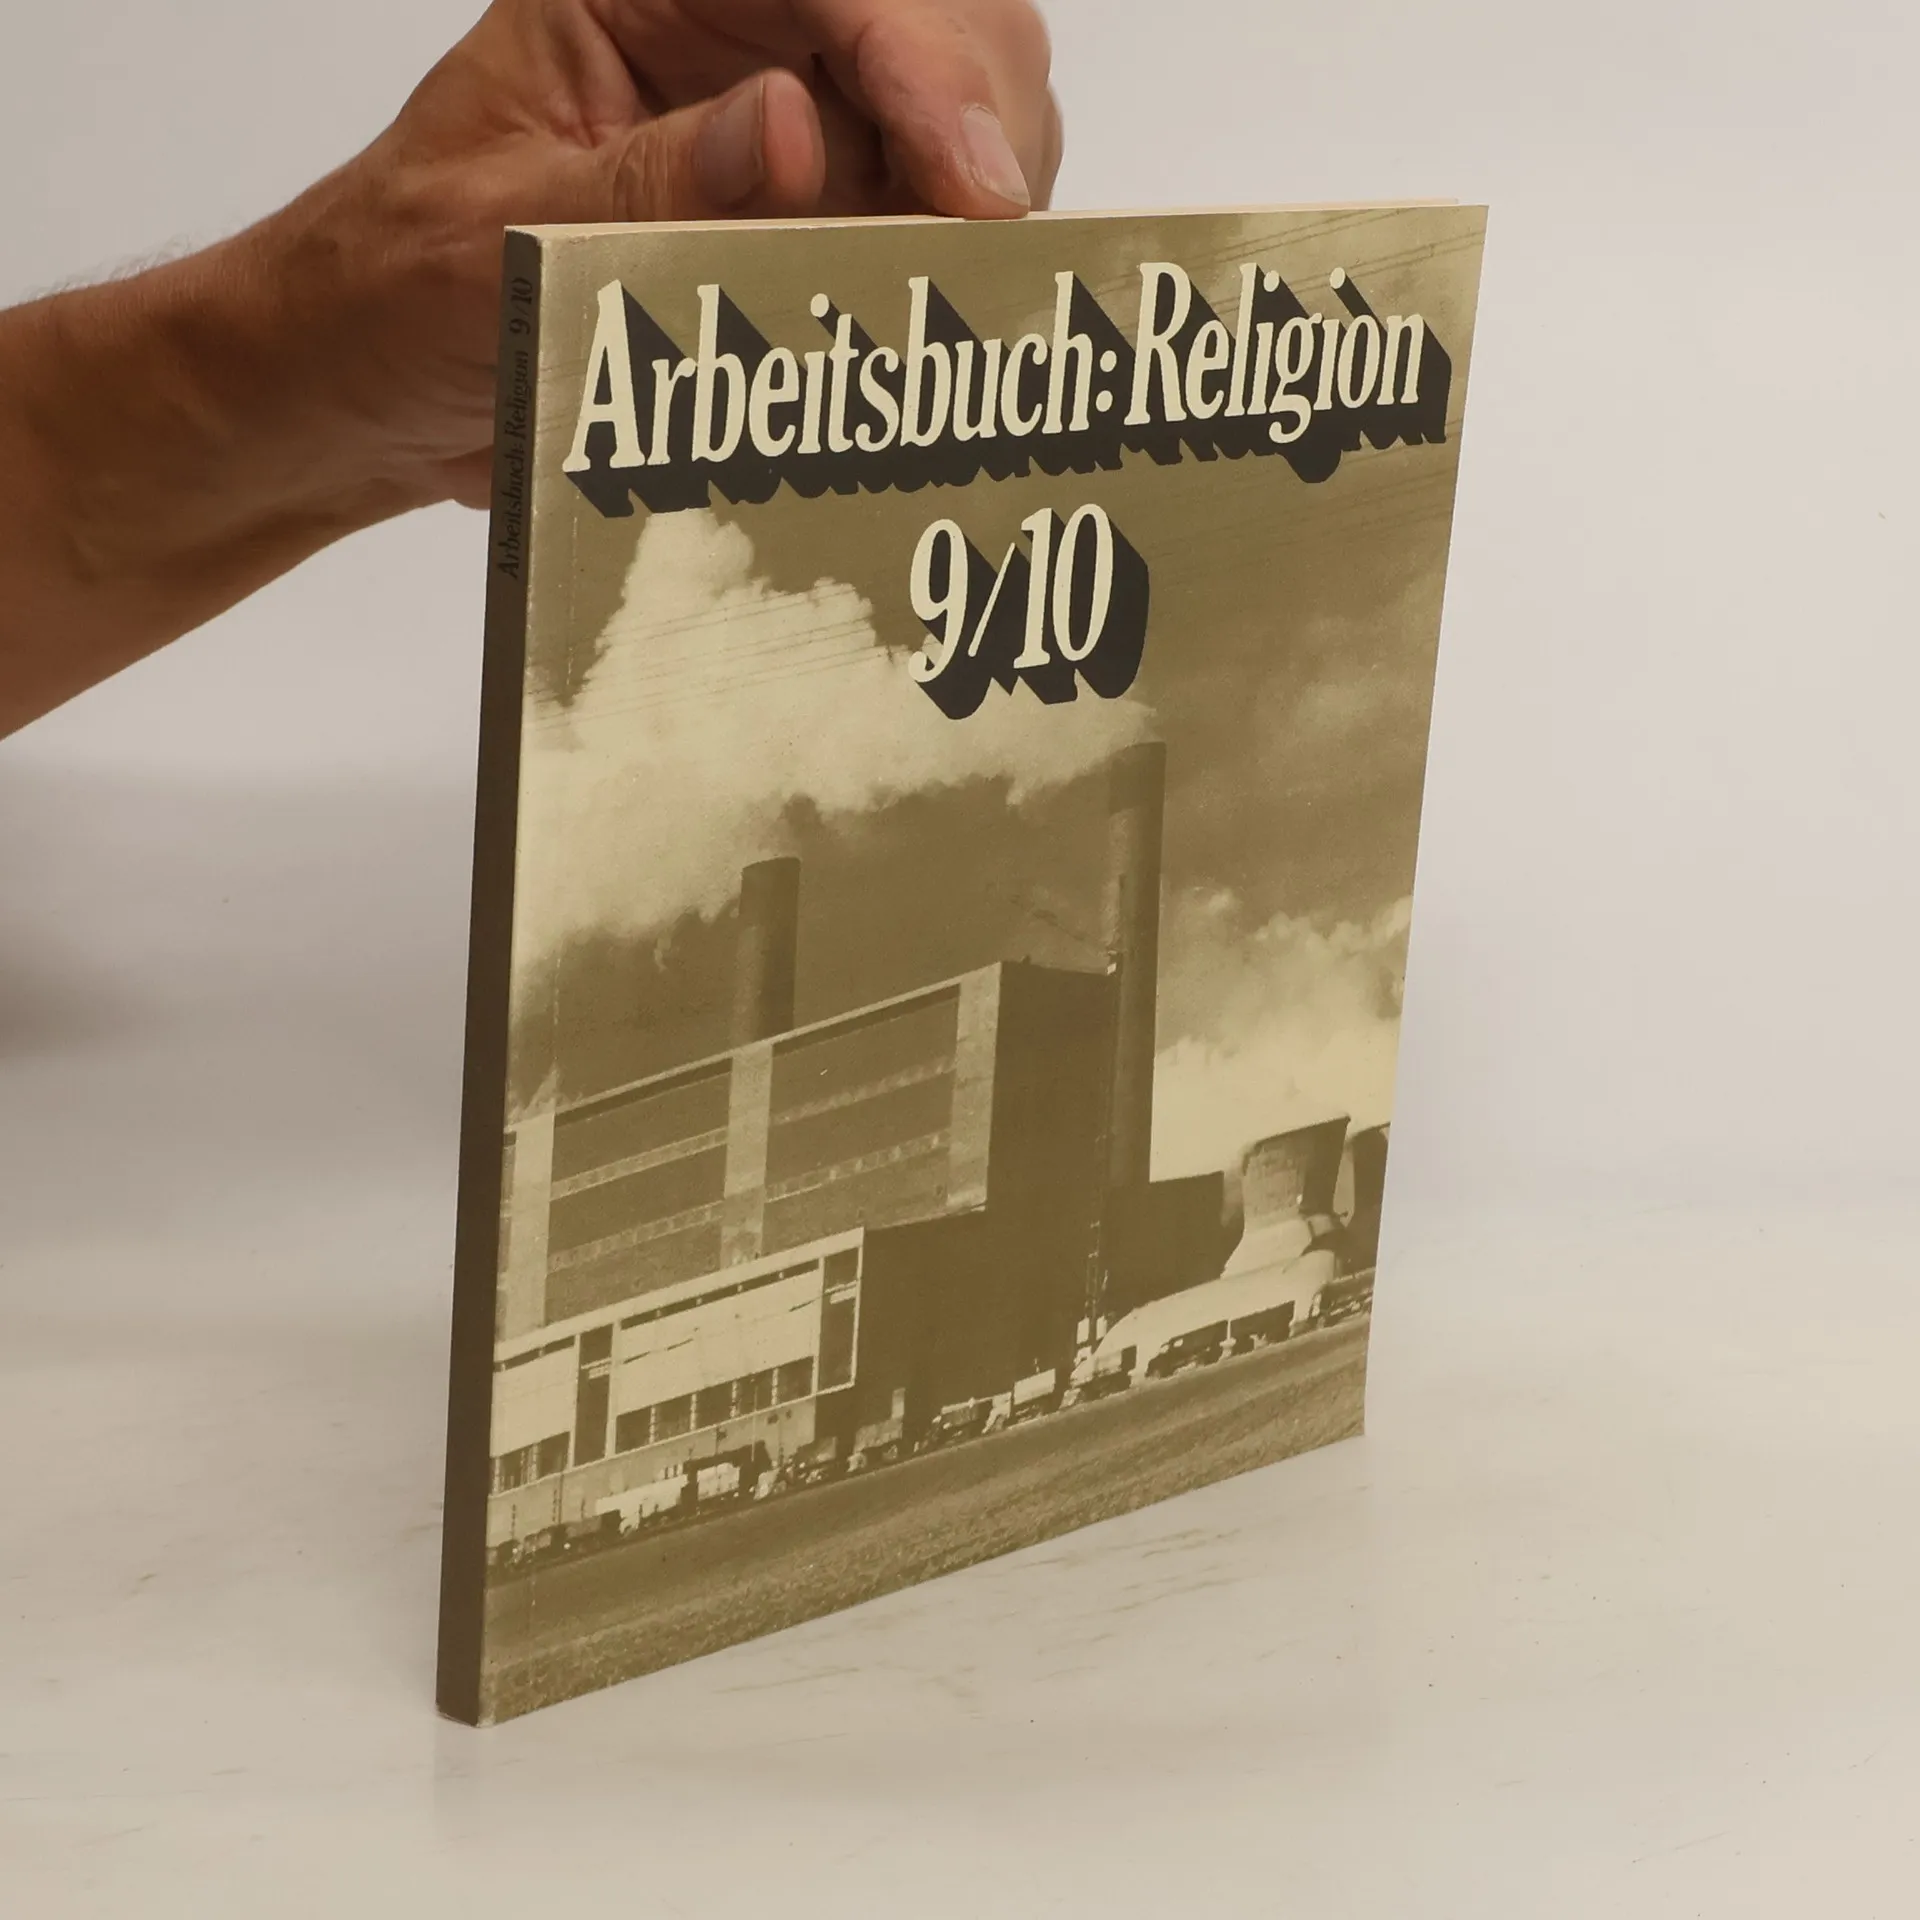 Arbeitsbuch: Religion 9/10
Arbeitsbuch: Religion
9/10